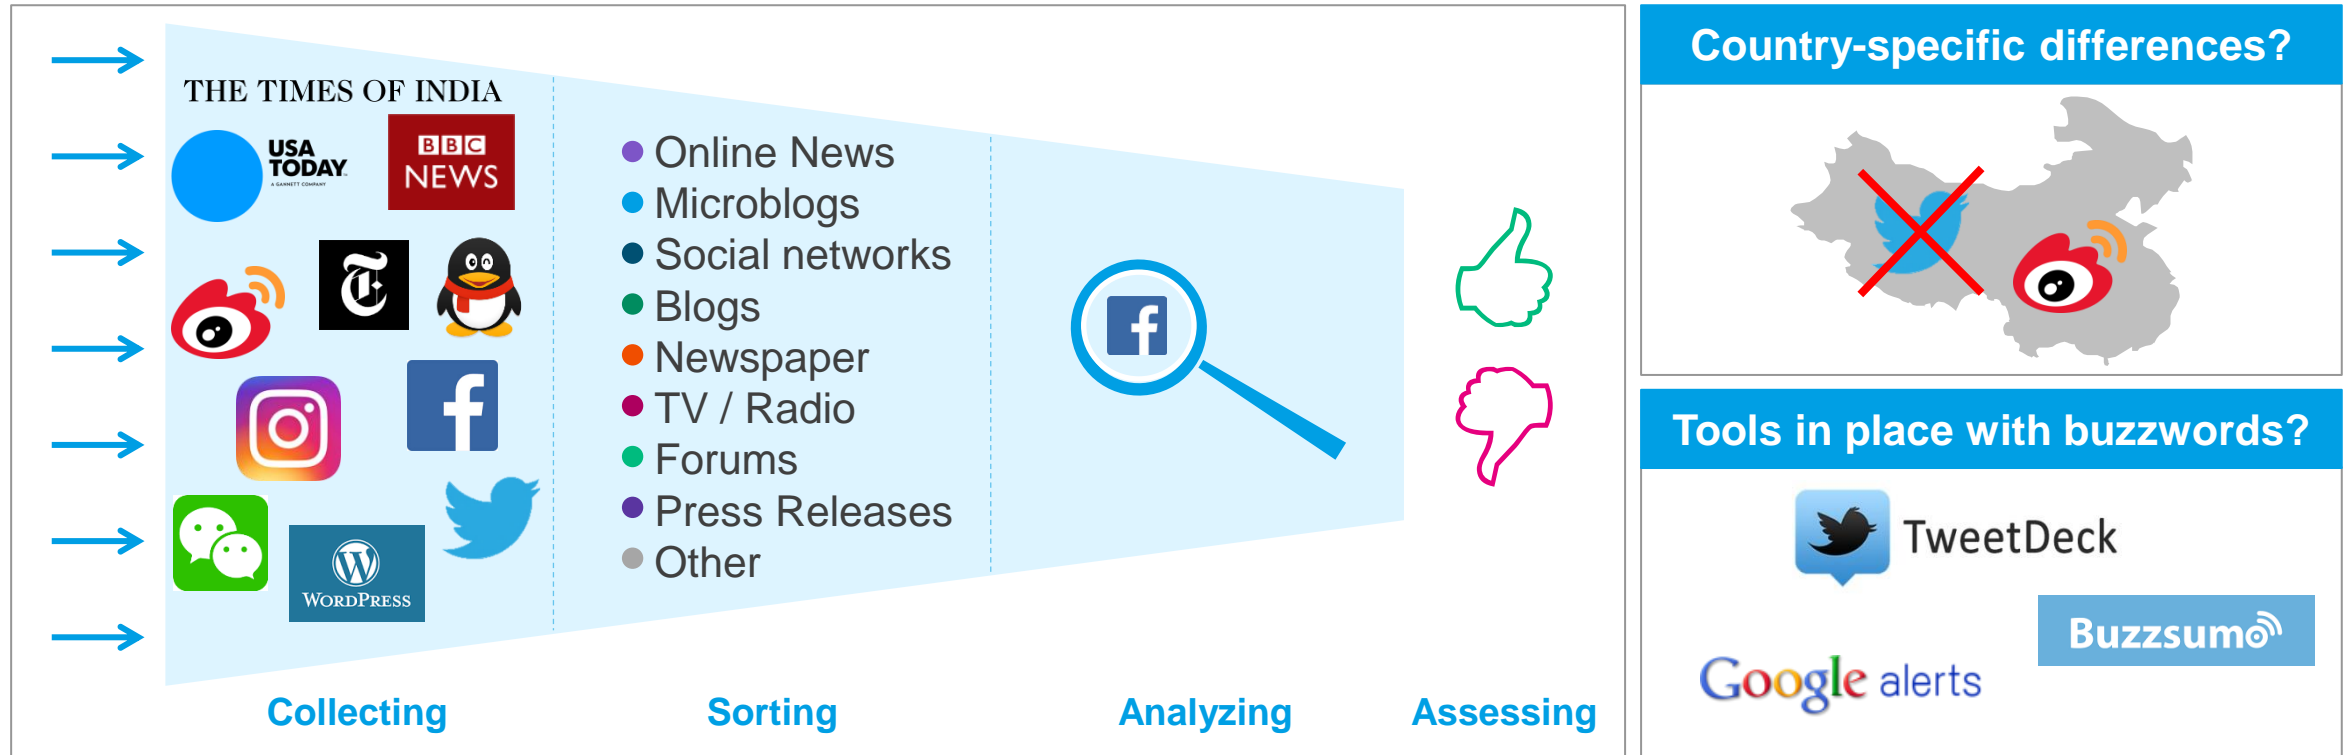 THE TIMES OF INDIA
USA
TODAY
A GANNETT COMPANY
BBC
NEWS
T
f
WORDPRESS
Online News
Microblogs
Social networks
Blogs
Newspaper
TV / Radio
Forums
Press Releases
Other
f
Collecting
Sorting
Analyzing
Assessing
Country-specific differences?
Tools in place with buzzwords?
TweetDeck
Buzzsumo
Google alerts